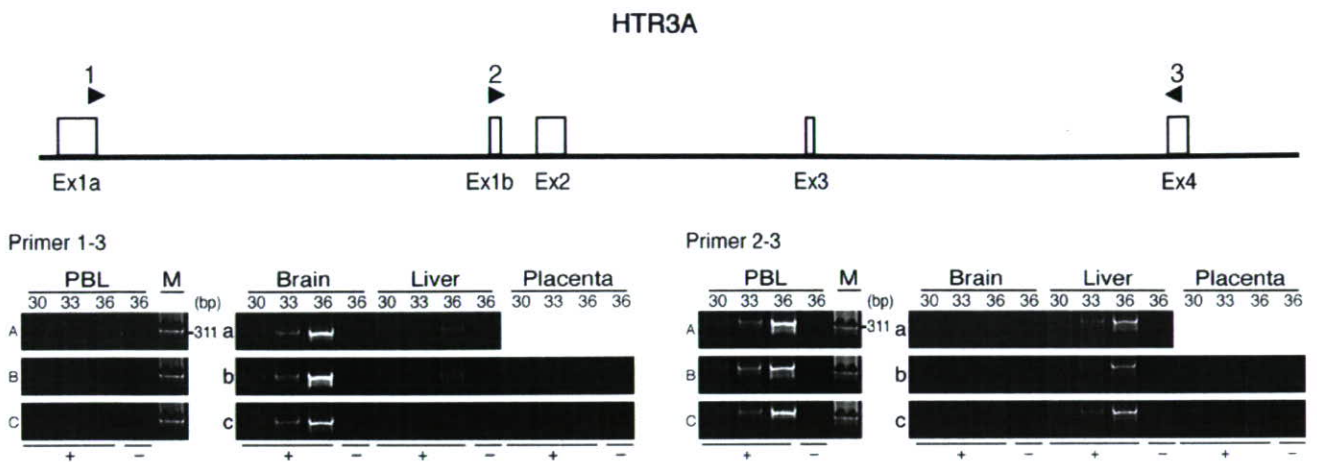 HTR3A
1 2 3
Ex1a Ex1b Ex2 Ex3 Ex4
Primer 1-3
PBL M Brain Liver Placenta
30 33 36 36 (bp) 30 33 36 36 30 33 36 36 30 33 36 36
A -311 a
B b
C c
+ - + - + - + -
Primer 2-3
PBL M Brain Liver Placenta
30 33 36 36 (bp) 30 33 36 36 30 33 36 36 30 33 36 36
A -311 a
B b
C c
+ - + - + - + -